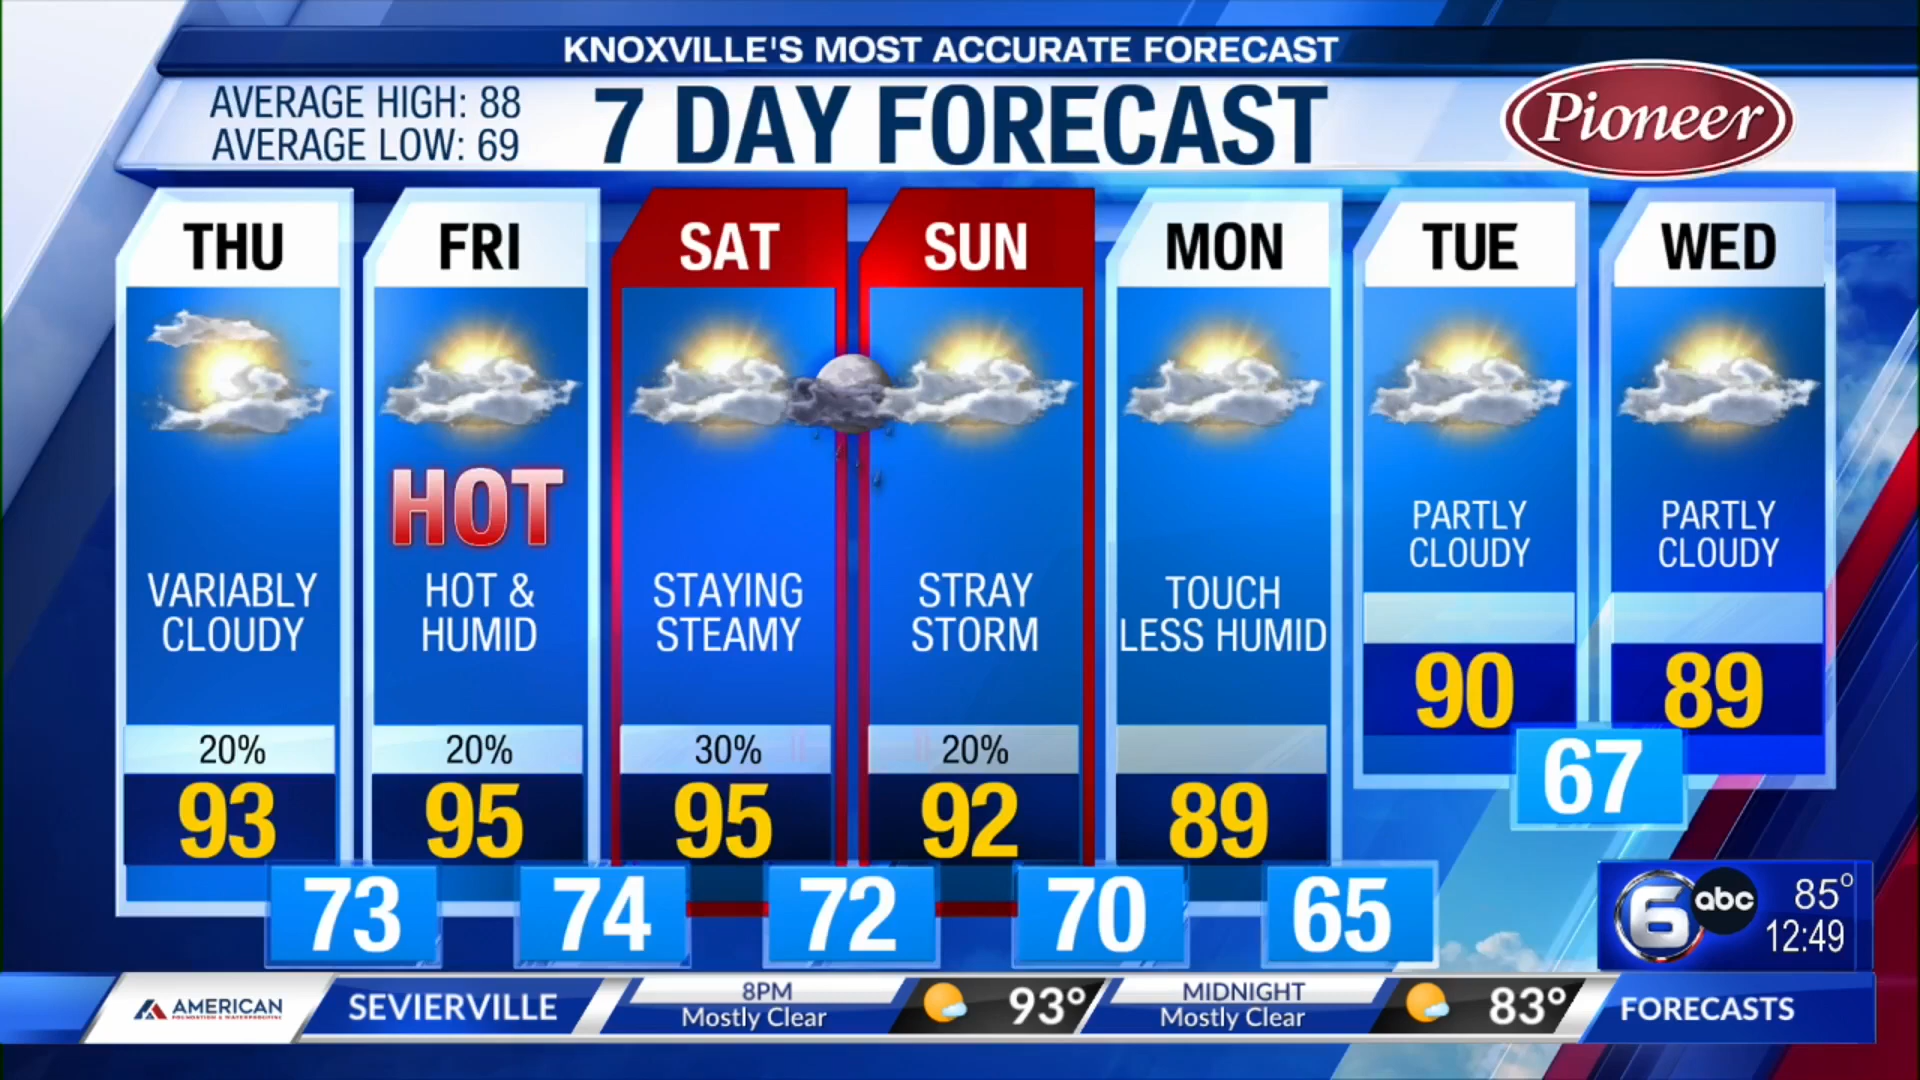 KNOXVILLE'S MOST ACCURATE FORECAST
AVERAGE HIGH: 88
AVERAGE LOW: 69
7 DAY FORECAST
Pioneer
THU
VARIABLY
CLOUDY
20%
93
73
FRI
HOT
HOT &
HUMID
20%
95
74
SAT
STAYING
STEAMY
30%
95
72
SUN
STRAY
STORM
20%
92
70
MON
TOUCH
LESS HUMID
89
65
TUE
PARTLY
CLOUDY
90
67
WED
PARTLY
CLOUDY
89
6 abc
85°
12:49
AMERICAN
SEVIERVILLE
8PM
Mostly Clear
93°
MIDNIGHT
Mostly Clear
83°
FORECASTS